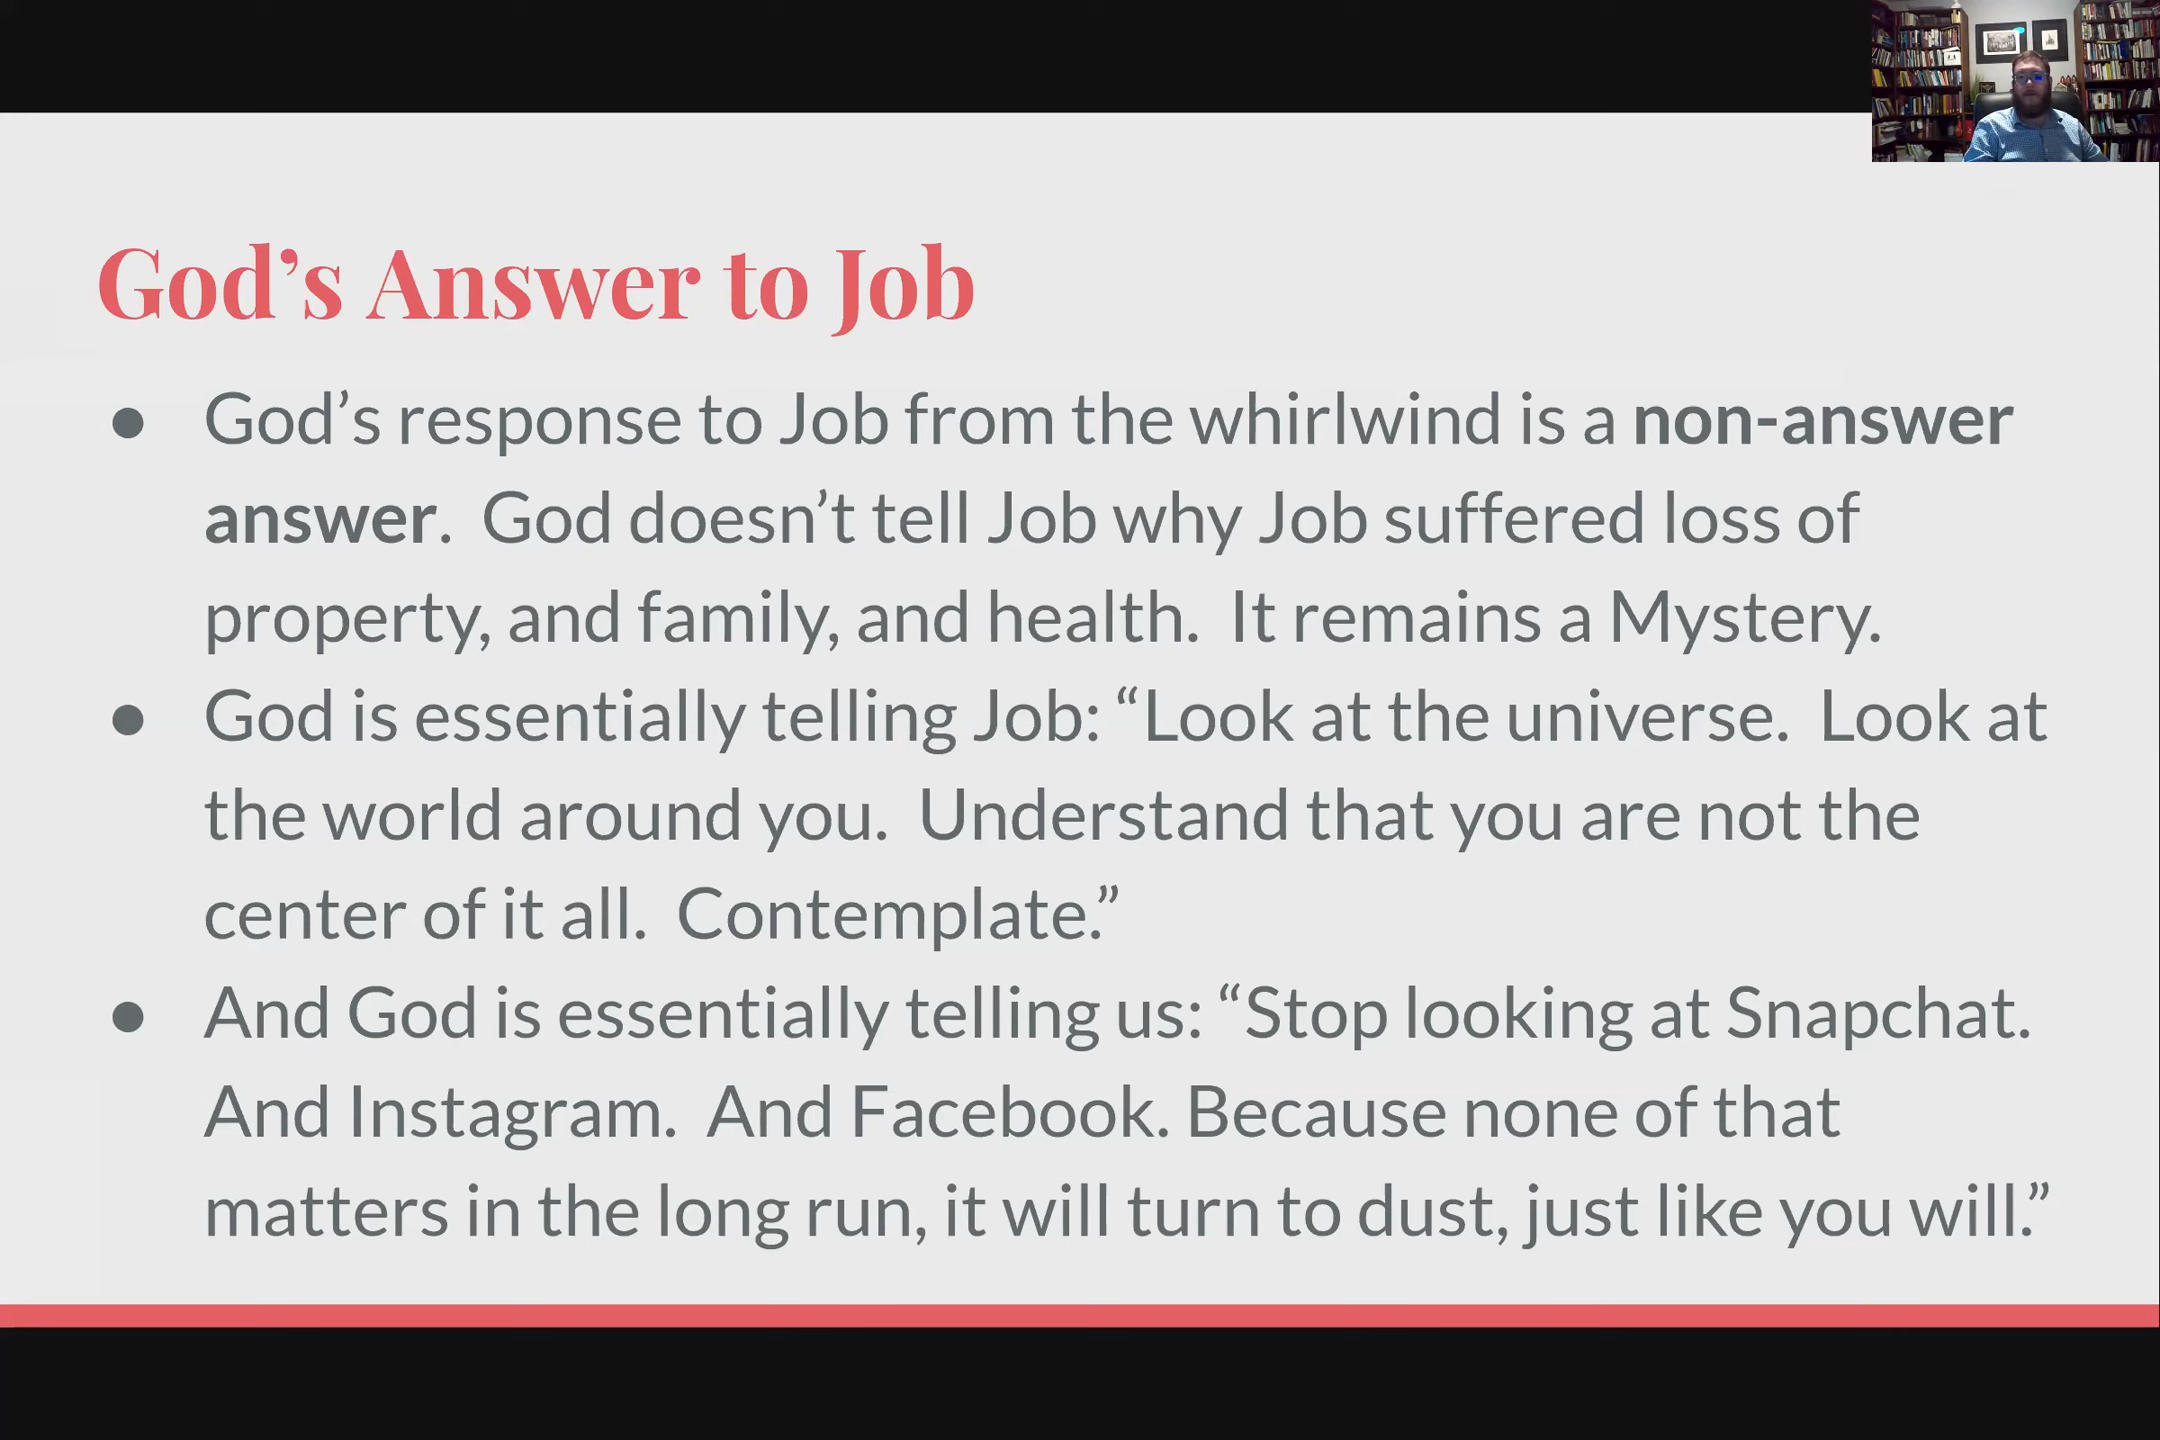 God’s Answer to Job
● God’s response to Job from the whirlwind is a non-answer
answer.  God doesn’t tell Job why Job suffered loss of
property, and family, and health.  It remains a Mystery.
● God is essentially telling Job: “Look at the universe.  Look at
the world around you.  Understand that you are not the
center of it all.  Contemplate.”
● And God is essentially telling us: “Stop looking at Snapchat.
And Instagram.  And Facebook. Because none of that
matters in the long run, it will turn to dust, just like you will.”